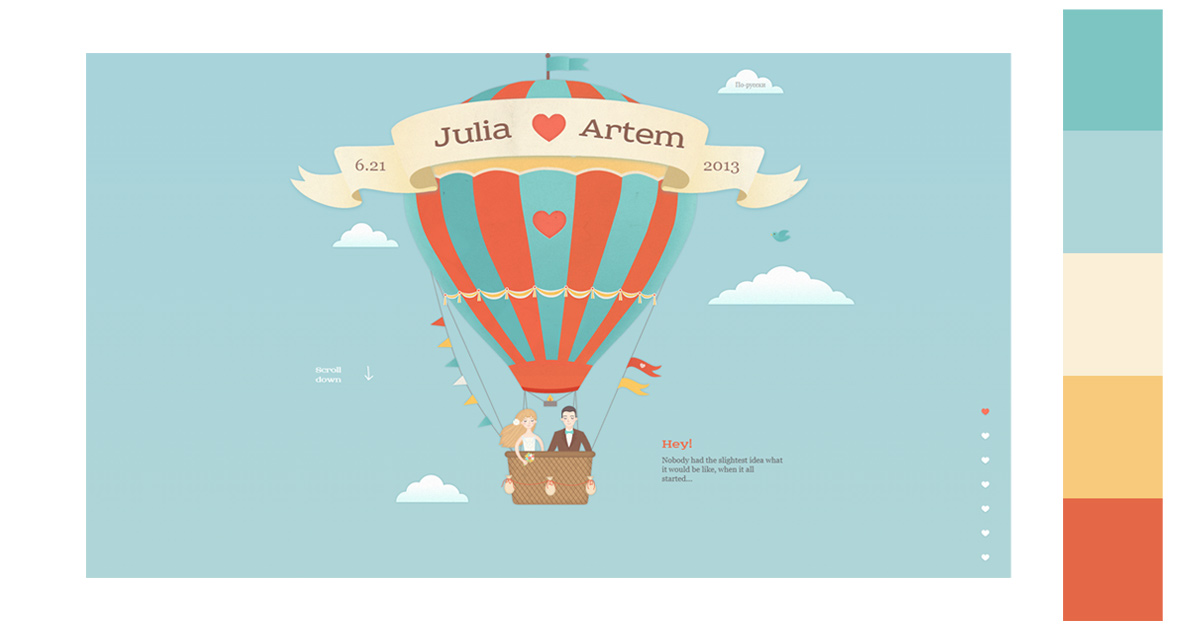 По-русски
Julia Artem
6.21 2013
Scroll
down
Hey!
Nobody had the slightest idea what
it would be like, when it all
started...